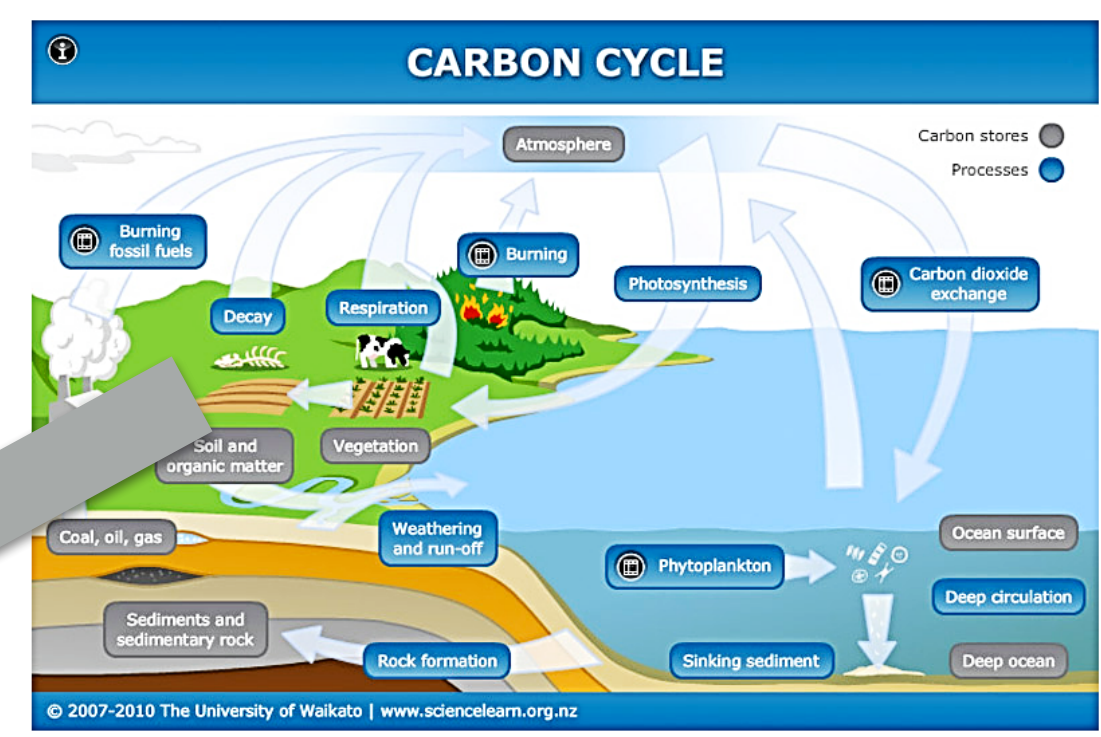 CARBON CYCLE
Atmosphere
Carbon stores
Processes
Burning
fossil fuels
Burning
Photosynthesis
Carbon dioxide
exchange
Decay
Respiration
Soil and
organic matter
Vegetation
Coal, oil, gas
Weathering
and run-off
Ocean surface
Phytoplankton
Deep circulation
Sediments and
sedimentary rock
Rock formation
Sinking sediment
Deep ocean
© 2007-2010 The University of Waikato | www.sciencelearn.org.nz